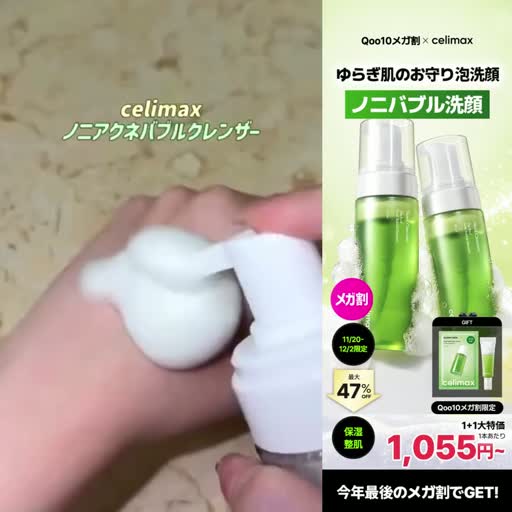 celimax
ノニアクネバブルクレンザー
Qoo10メガ割 × celimax
ゆらぎ肌のお守り泡洗顔
ノニバブル洗顔
メガ割
11/20-
12/2限定
最大
47%OFF
保湿
整肌
GIFT
celimax
Qoo10メガ割限定
1+1大特価
1本あたり
1,055円~
今年最後のメガ割でGET!